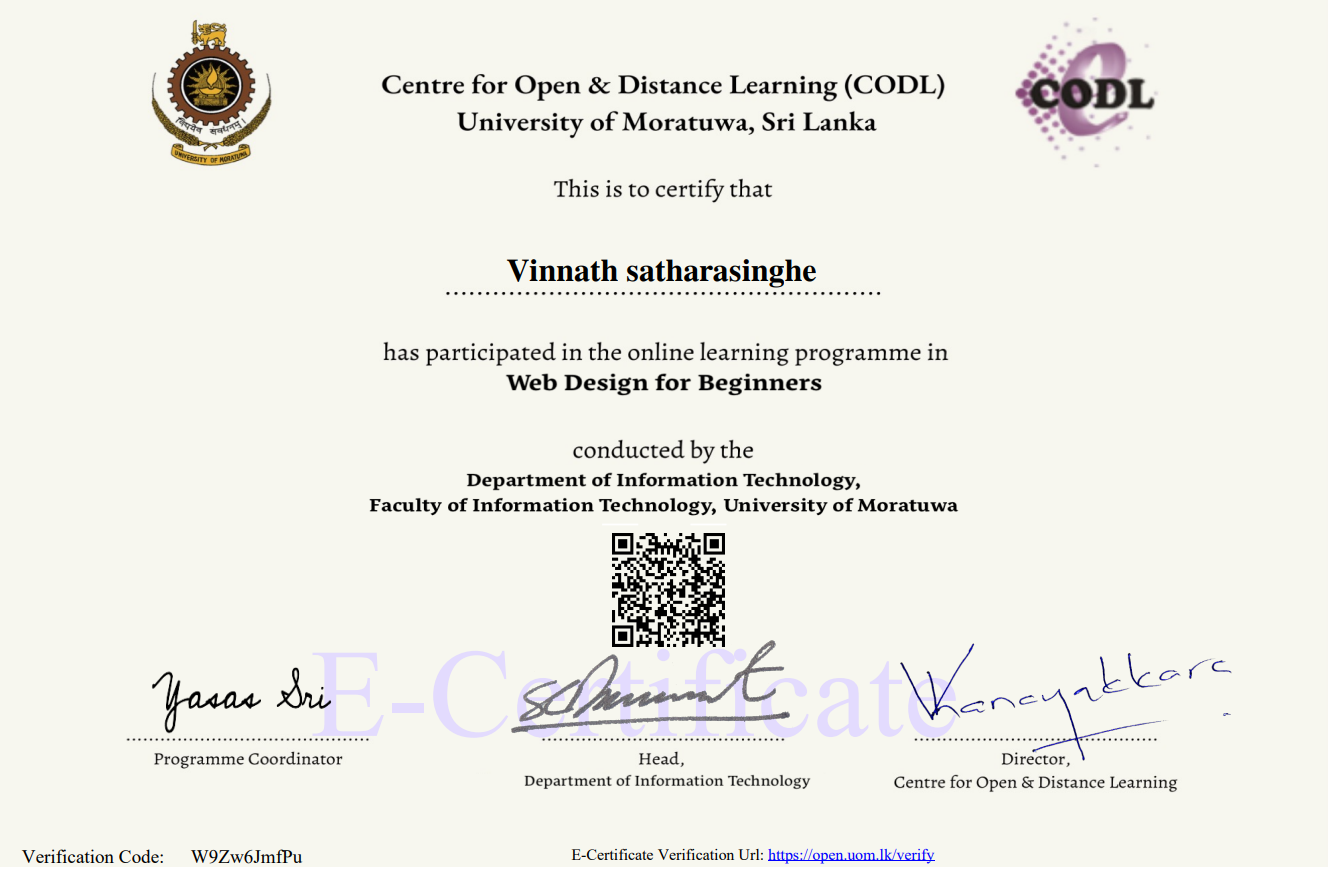 Centre for Open & Distance Learning (CODL)
University of Moratuwa, Sri Lanka
UNIVERSITY OF MORATUWA
CODL
This is to certify that
Vinnath satharasinghe
has participated in the online learning programme in
Web Design for Beginners
conducted by the
Department of Information Technology,
Faculty of Information Technology, University of Moratuwa
E-Certificate
Yasas Sri
Programme Coordinator
Head,
Department of Information Technology
Director,
Centre for Open & Distance Learning
Verification Code: W9Zw6JmfPu
E-Certificate Verification Url: https://open.uom.lk/verify